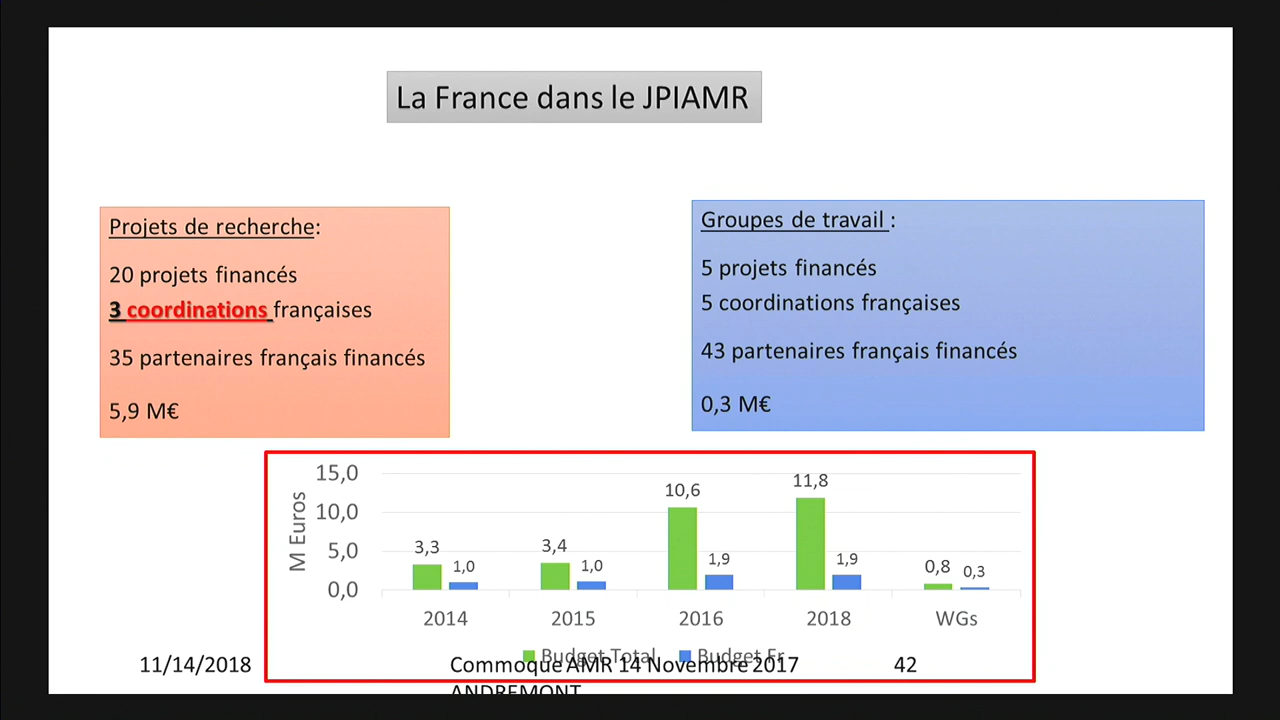 La France dans le JPIAMR
Projets de recherche:
20 projets financés
3 coordinations françaises
35 partenaires français financés
5,9 M€
Groupes de travail :
5 projets financés
5 coordinations françaises
43 partenaires français financés
0,3 M€
M Euros
15,0
10,0
5,0
0,0
3,3
1,0
3,4
1,0
10,6
1,9
11,8
1,9
0,8
0,3
2014
2015
2016
2018
WGs
Budget Total
Budget Fr
11/14/2018
Commoque AMR 14 Novembre 2017
42
ANDREMONT